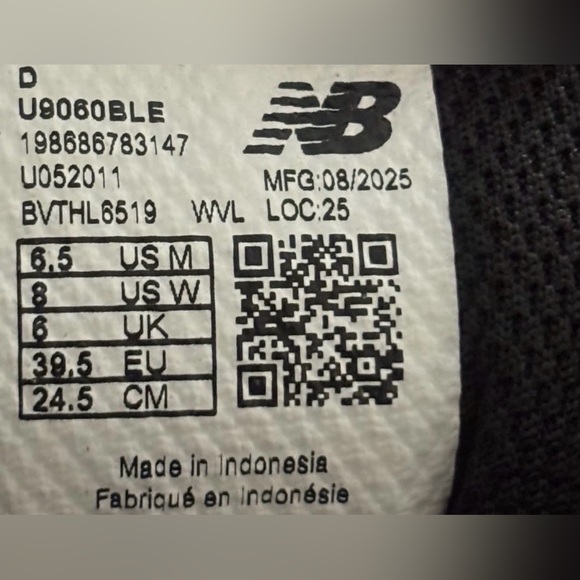 D
U9060BLE
198686783147
U052011 MFG:08/2025
BVTHL6519 WVL LOC:25
6.5 US M
8 US W
6 UK
39.5 EU
24.5 CM
Made in Indonesia
Fabriqué en Indonésie
NB